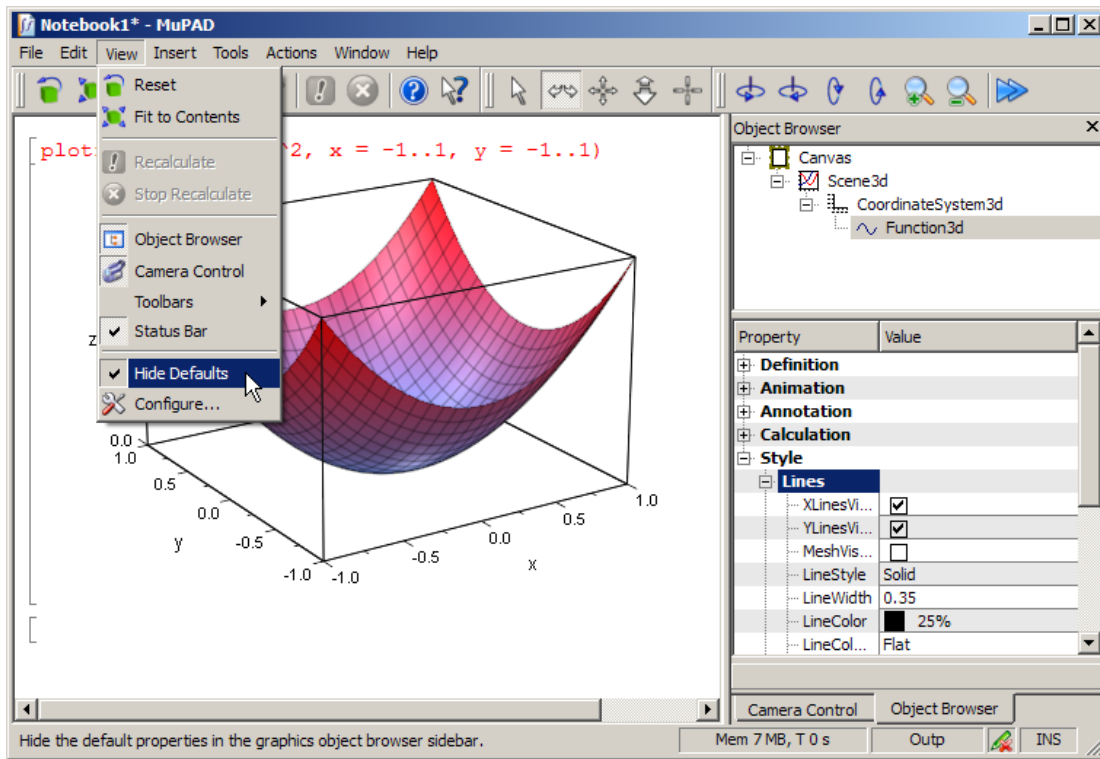 Notebook1* - MuPAD
File Edit View Insert Tools Actions Window Help
Reset
Fit to Contents
Recalculate
Stop Recalculate
Object Browser
Camera Control
Toolbars
Status Bar
Hide Defaults
Configure...
^2, x = -1..1, y = -1..1)
z
0.0
1.0
0.5
0.0
y
-0.5
-1.0
-1.0
-0.5
0.0
x
0.5
1.0
Object Browser
Canvas
Scene3d
CoordinateSystem3d
Function3d
Property Value
Definition
Animation
Annotation
Calculation
Style
Lines
XLinesVi...
YLinesVi...
MeshVis...
LineStyle Solid
LineWidth 0.35
LineColor 25%
LineCol... Flat
Camera Control Object Browser
Hide the default properties in the graphics object browser sidebar. Mem 7 MB, T 0 s Outp INS